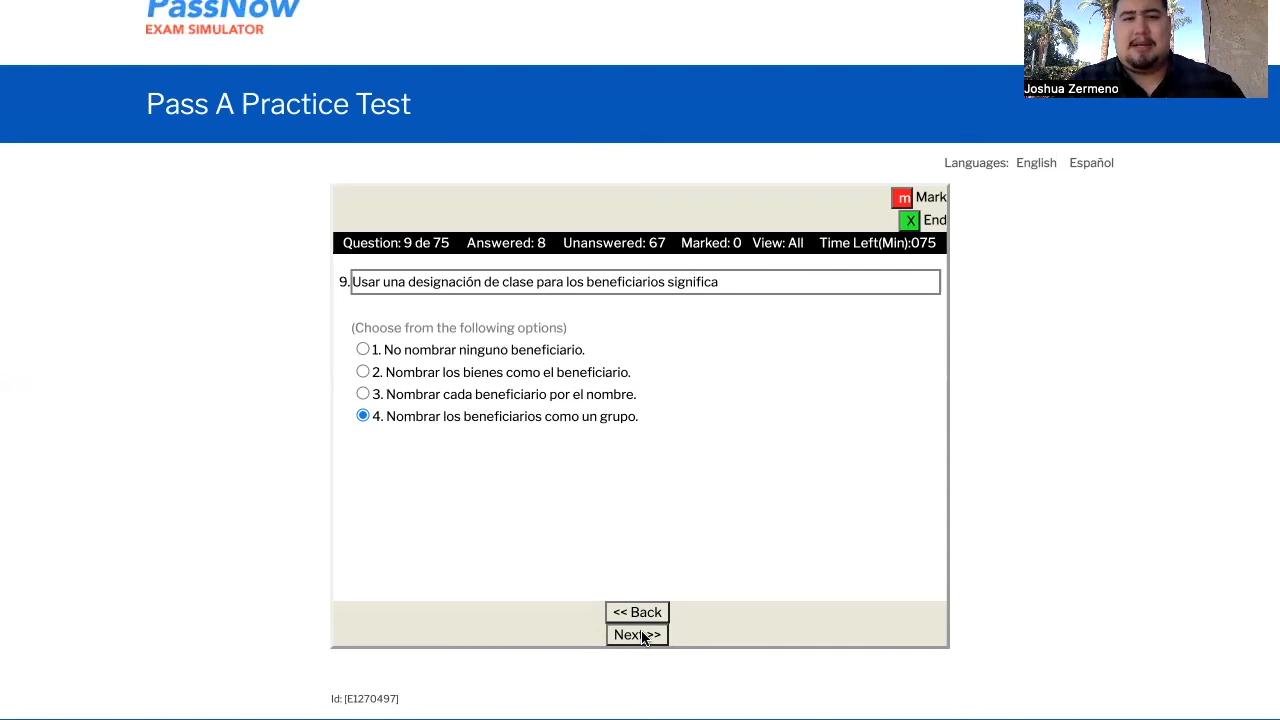 PassNow
EXAM SIMULATOR
Joshua Zermeno
Pass A Practice Test
Languages: English Español
m Mark
X End
Question: 9 de 75 Answered: 8 Unanswered: 67 Marked: 0 View: All Time Left(Min):075
9. Usar una designación de clase para los beneficiarios significa
(Choose from the following options)
1. No nombrar ninguno beneficiario.
2. Nombrar los bienes como el beneficiario.
3. Nombrar cada beneficiario por el nombre.
4. Nombrar los beneficiarios como un grupo.
<< Back
Next >>
Id: [E1270497]